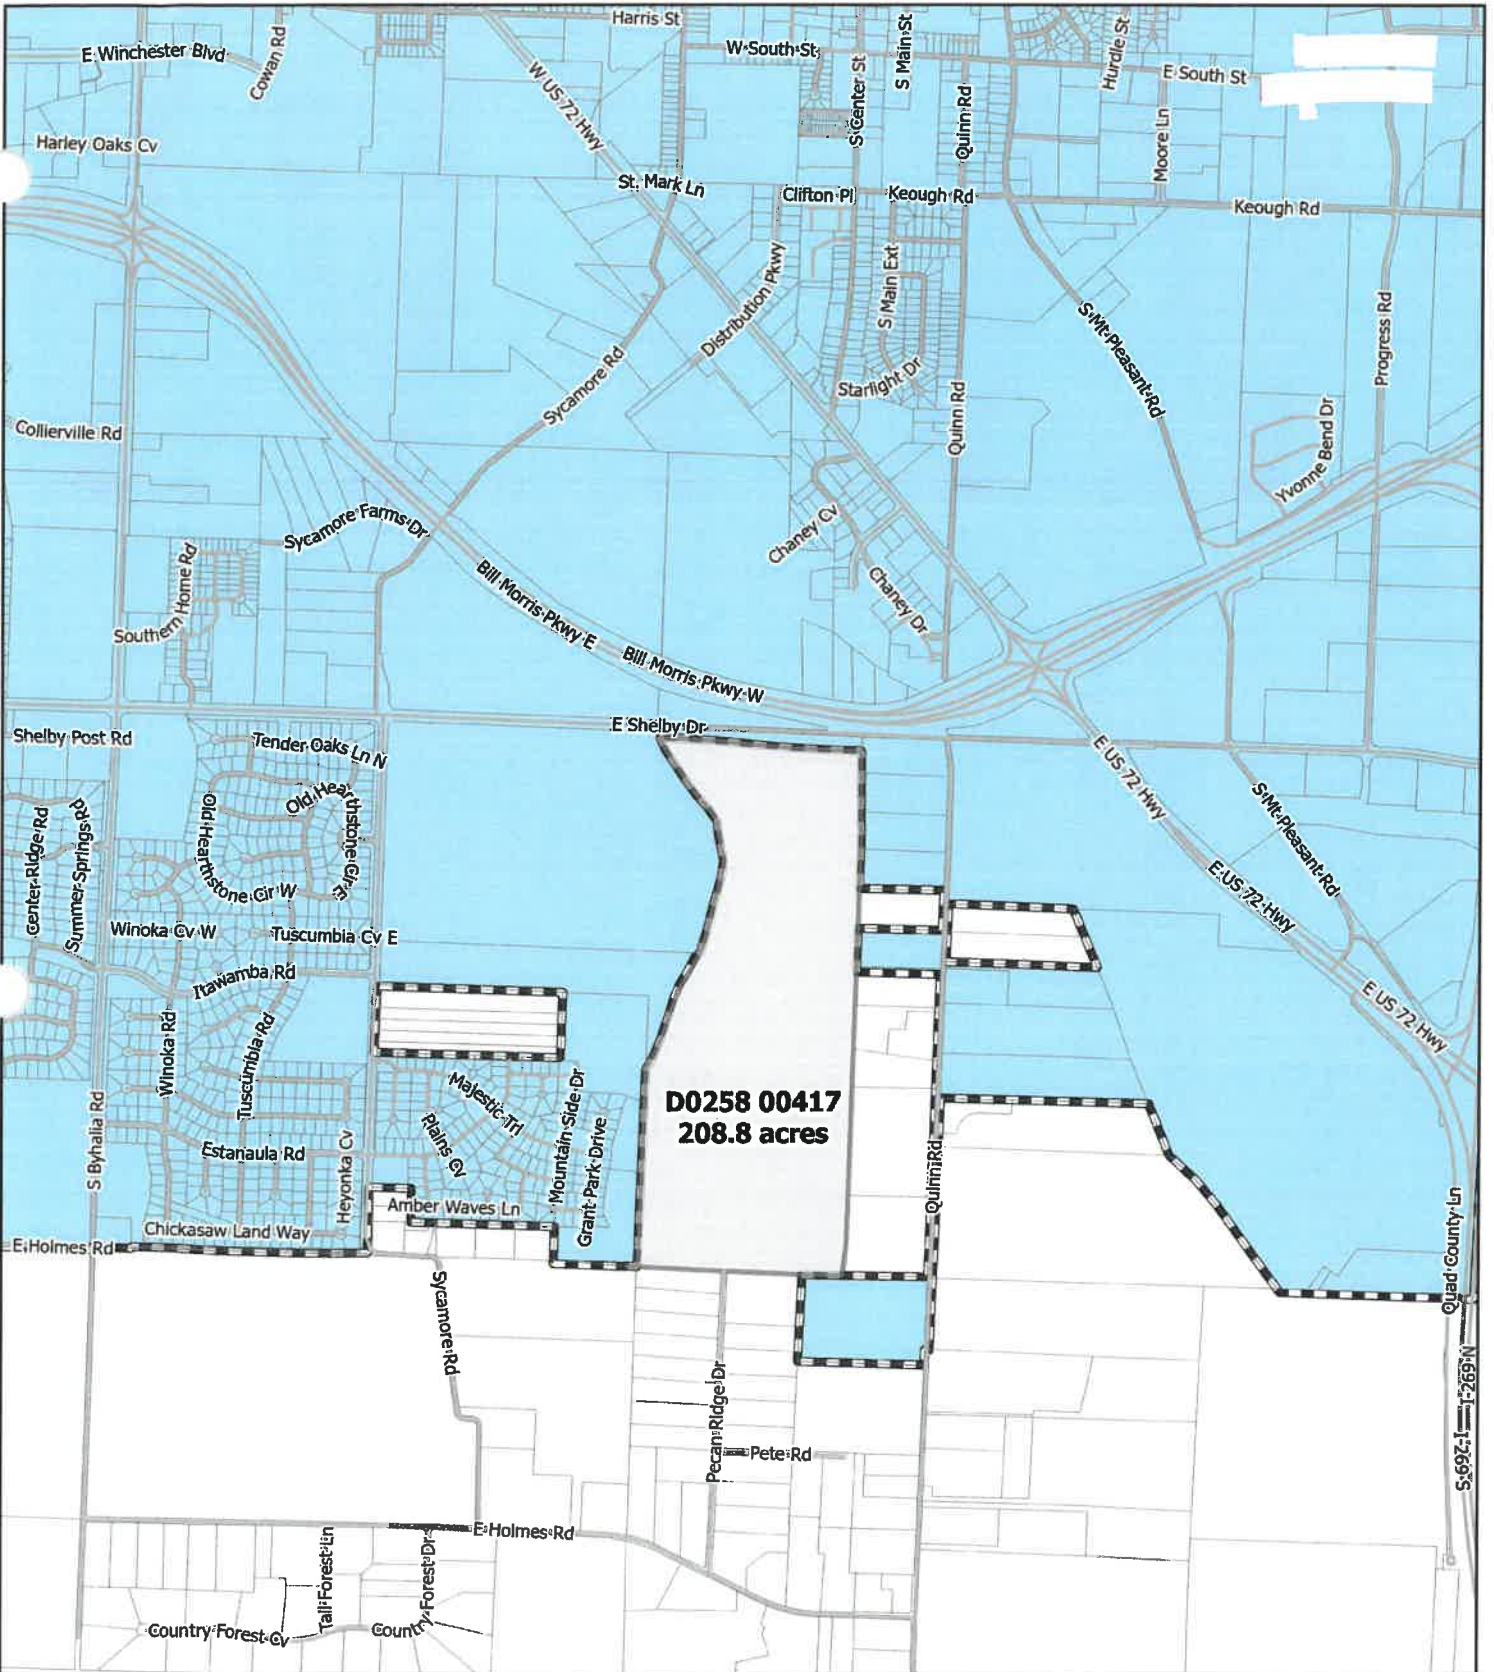 Harris St
W South St
S Main St
Hurdle St
E Winchester Blvd
Cowan Rd
W US 72 Hwy
S Center St
Quinn Rd
E South St
Moore Ln
Harley Oaks Cv
St. Mark Ln
Clifton Pl
Keough Rd
Keough Rd
Distribution Pkwy
S Main Ext
S Mt Pleasant Rd
Progress Rd
Sycamore Rd
Starlight Dr
Quinn Rd
Yvonne Bend Dr
Collierville Rd
Sycamore Farms Dr
Chaney Cv
Southern Home Rd
Bill Morris Pkwy E
Chaney Dr
Bill Morris Pkwy W
E Shelby Dr
Shelby Post Rd
Tender Oaks Ln N
E US 72 Hwy
Old Hearthstone Cir E
S Mt Pleasant Rd
Center Ridge Rd
Summer Springs Rd
Old Hearthstone Cir W
E US 72 Hwy
Winoka Cv W
Tuscumbia Cv E
Itawamba Rd
E US 72 Hwy
Winoka Rd
Tuscumbia Rd
Majestic Trl
Mountain Side Dr
D0258 00417
208.8 acres
S Byhalia Rd
Estanaula Rd
Heyonka Cv
Plains Cv
Grant Park Drive
Quinn Rd
Amber Waves Ln
Chickasaw Land Way
Quad County Ln
E Holmes Rd
Sycamore Rd
Pecan Ridge Dr
I-269 N
I-269 S
Pete Rd
E Holmes Rd
Tall Forest Ln
Country Forest Dr
Country Forest Cv